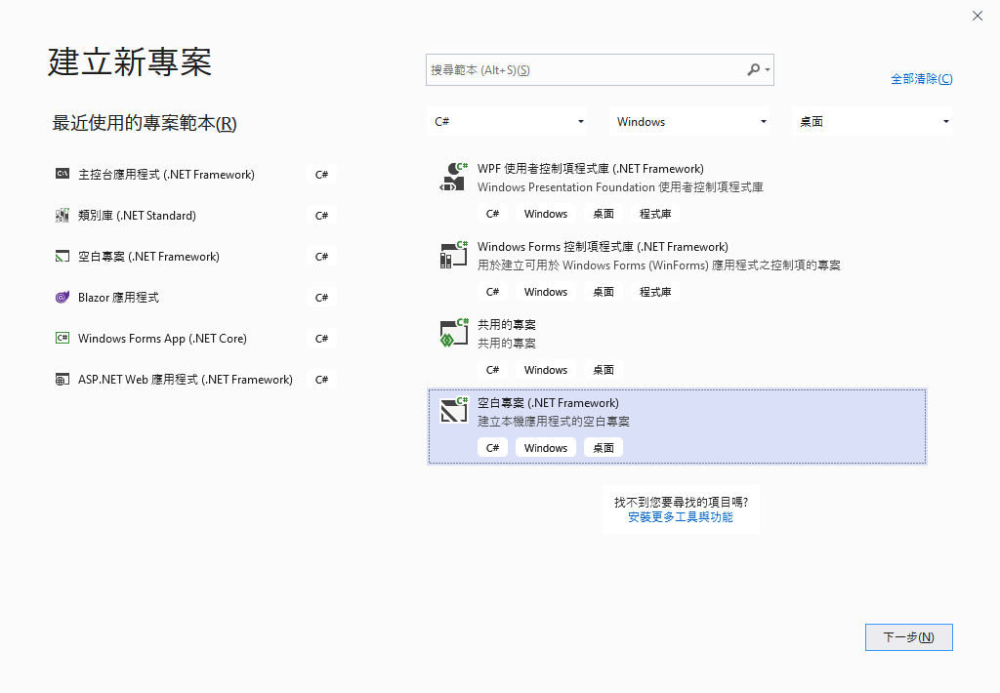 建立新專案
搜尋範本 (Alt+S)(S)
全部清除(C)
最近使用的專案範本(R)
C# Windows 桌面
主控台應用程式 (.NET Framework) C#
類別庫 (.NET Standard) C#
空白專案 (.NET Framework) C#
Blazor 應用程式 C#
Windows Forms App (.NET Core) C#
ASP.NET Web 應用程式 (.NET Framework) C#
WPF 使用者控制項程式庫 (.NET Framework)
Windows Presentation Foundation 使用者控制項程式庫
C# Windows 桌面 程式庫
Windows Forms 控制項程式庫 (.NET Framework)
用於建立可用於 Windows Forms (WinForms) 應用程式之控制項的專案
C# Windows 桌面 程式庫
共用的專案
共用的專案
C# Windows 桌面
空白專案 (.NET Framework)
建立本機應用程式的空白專案
C# Windows 桌面
找不到您要尋找的項目嗎?
安裝更多工具與功能
下一步(N)